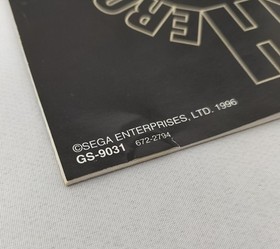 ©SEGA ENTERPRISES, LTD. 1996
GS-9031 672-2794